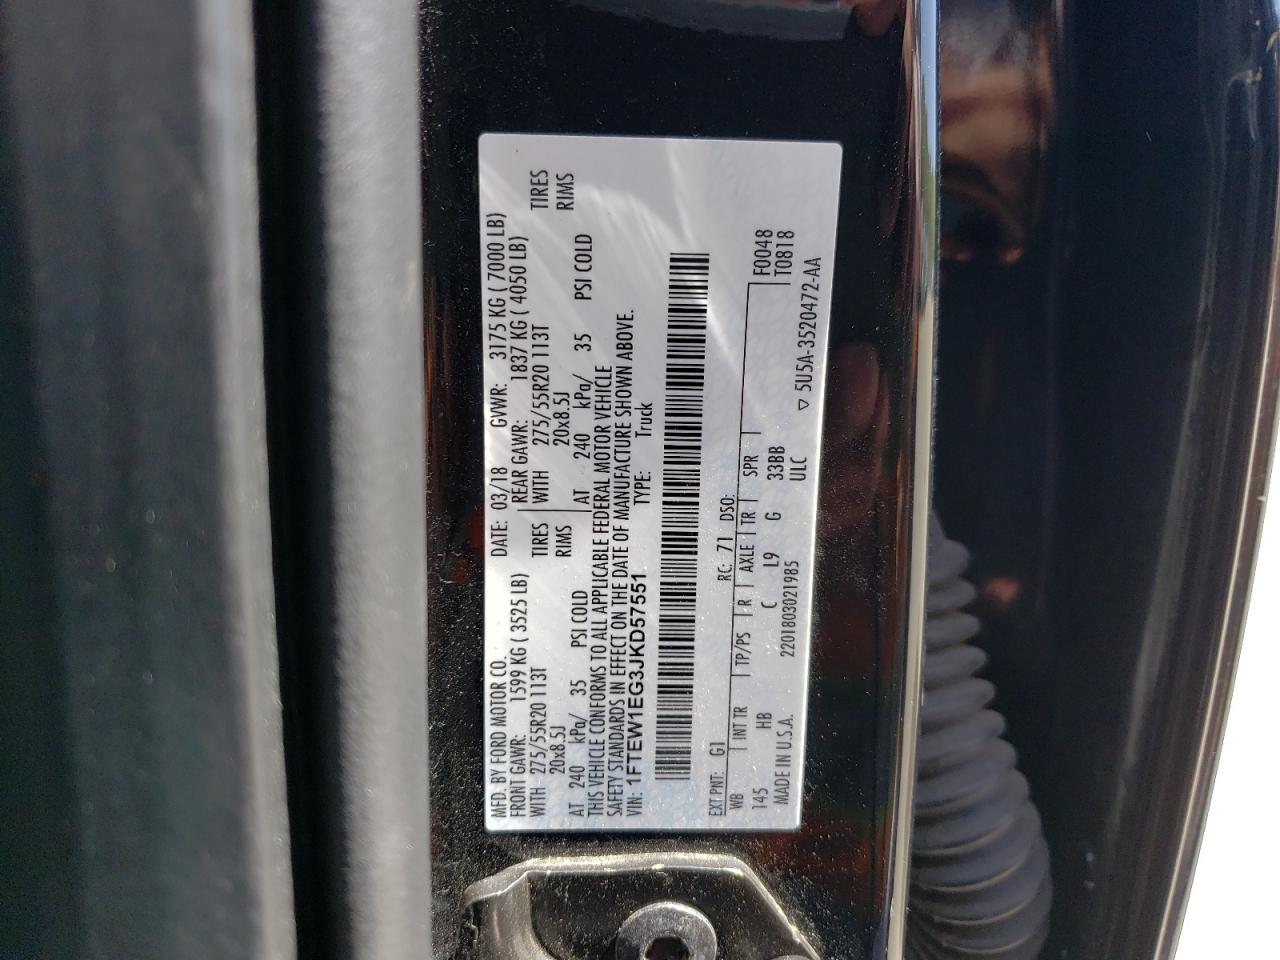 MFD. BY FORD MOTOR CO. DATE: 03/18 GVWR: 3175 KG ( 7000 LB)
FRONT GAWR: 1599 KG ( 3525 LB) REAR GAWR: 1837 KG ( 4050 LB)
WITH 275/55R20 113T TIRES WITH 275/55R20 113T TIRES
20x8.5J RIMS 20x8.5J RIMS
AT 240 kPa/ 35 PSI COLD AT 240 kPa/ 35 PSI COLD
THIS VEHICLE CONFORMS TO ALL APPLICABLE FEDERAL MOTOR VEHICLE
SAFETY STANDARDS IN EFFECT ON THE DATE OF MANUFACTURE SHOWN ABOVE.
VIN: 1FTEW1EG3JKD57551 TYPE: Truck
EXT PNT: G1 RC: 71 DSO:
WB INT TR TP/PS R AXLE TR SPR F0048
145 HB C L9 G 33BB T0818
MADE IN U.S.A. 2201803021985 ULC
▽ 5U5A-3520472-AA